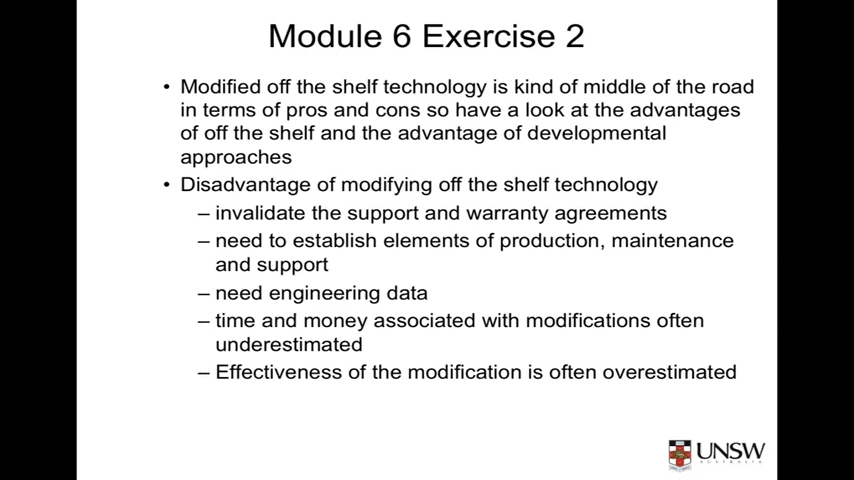 Module 6 Exercise 2
• Modified off the shelf technology is kind of middle of the road
in terms of pros and cons so have a look at the advantages
of off the shelf and the advantage of developmental
approaches
• Disadvantage of modifying off the shelf technology
– invalidate the support and warranty agreements
– need to establish elements of production, maintenance
and support
– need engineering data
– time and money associated with modifications often
underestimated
– Effectiveness of the modification is often overestimated
UNSW
AUSTRALIA